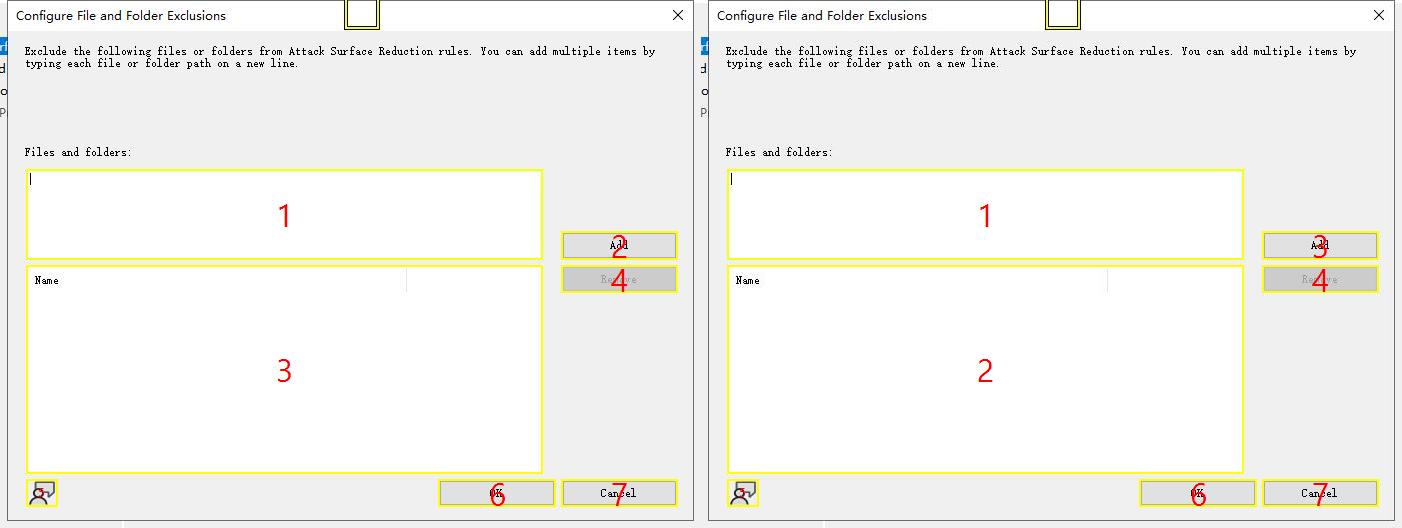 Configure File and Folder Exclusions
Exclude the following files or folders from Attack Surface Reduction rules. You can add multiple items by
typing each file or folder path on a new line.
Files and folders:
1
Add
2
Name
Remove
4
3
5
OK
6
Cancel
7
Configure File and Folder Exclusions
Exclude the following files or folders from Attack Surface Reduction rules. You can add multiple items by
typing each file or folder path on a new line.
Files and folders:
1
Add
3
Name
Remove
4
2
5
OK
6
Cancel
7